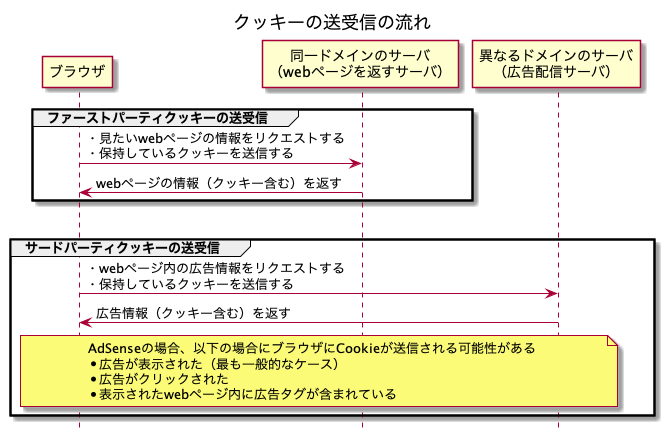 クッキーの送受信の流れ
ブラウザ
同一ドメインのサーバ
（webページを返すサーバ）
異なるドメインのサーバ
（広告配信サーバ）
ファーストパーティクッキーの送受信
・見たいwebページの情報をリクエストする
・保持しているクッキーを送信する
webページの情報（クッキー含む）を返す
サードパーティクッキーの送受信
・webページ内の広告情報をリクエストする
・保持しているクッキーを送信する
広告情報（クッキー含む）を返す
AdSenseの場合、以下の場合にブラウザにCookieが送信される可能性がある
•広告が表示された（最も一般的なケース）
•広告がクリックされた
•表示されたwebページ内に広告タグが含まれている